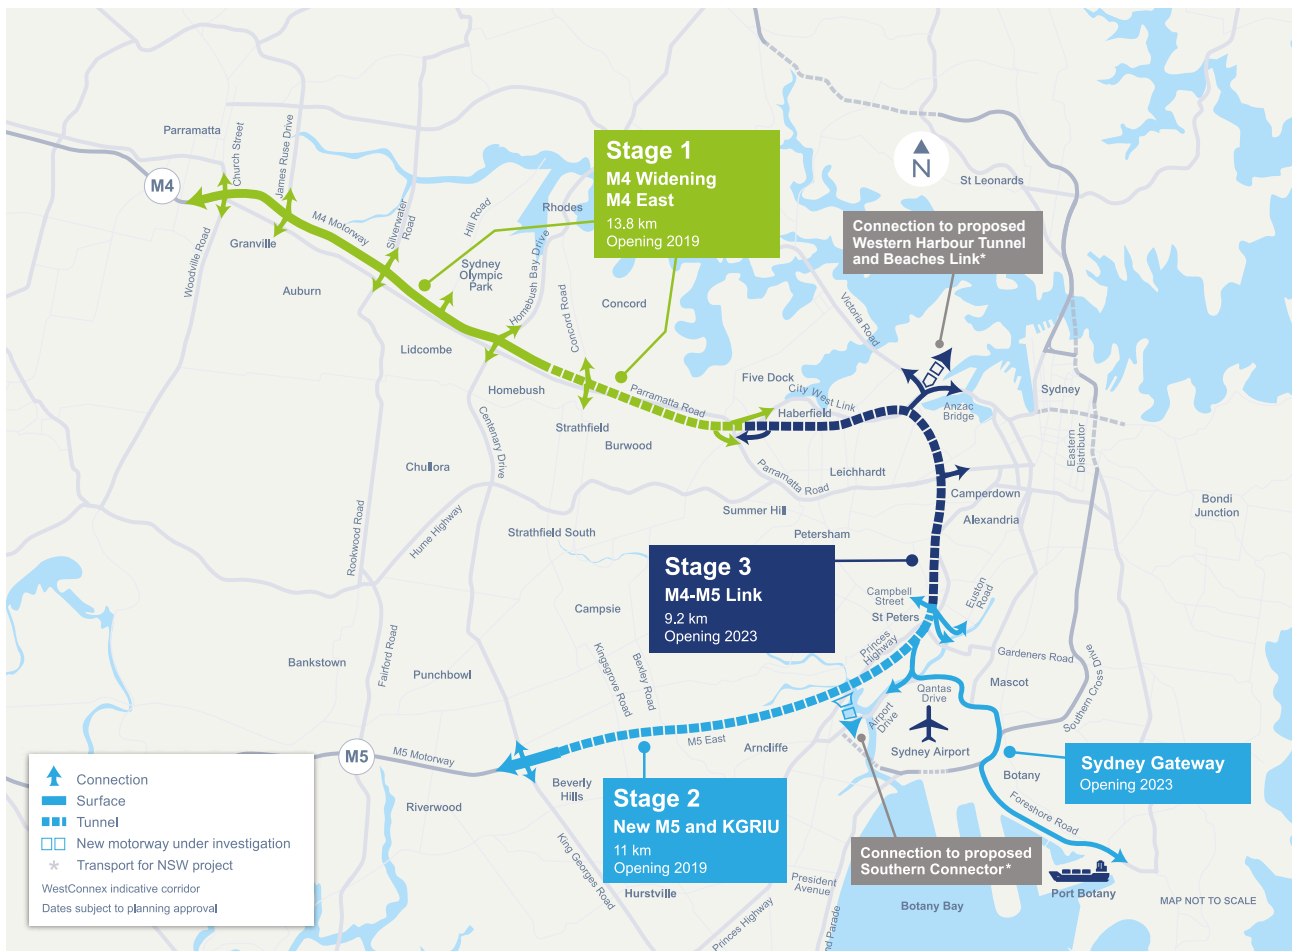 Stage 1
M4 Widening
M4 East
13.8 km
Opening 2019
N
St Leonards
Connection to proposed
Western Harbour Tunnel
and Beaches Link*
Parramatta
Church Street
James Ruse Drive
M4
M4 Motorway
Silverwater
Road
Hill Road
Rhodes
Granville
Woodville Road
Auburn
Sydney
Olympic
Park
Homebush Bay Drive
Concord Road
Concord
Victoria Road
Lidcombe
Homebush
Five Dock
City West Link
Haberfield
Parramatta Road
Sydney
Anzac
Bridge
Strathfield
Burwood
Eastern
Distributor
Centenary Drive
Chullora
Leichhardt
Parramatta Road
Camperdown
Summer Hill
Alexandria
Bondi
Junction
Petersham
Strathfield South
Hume Highway
Rookwood Road
Stage 3
M4-M5 Link
9.2 km
Opening 2023
Campbell
Street
Euston
Road
St Peters
Campsie
Princes
Highway
Gardeners Road
Southern Cross Drive
Bankstown
Fairford Road
Punchbowl
Kingsgrove Road
Bexley Road
Mascot
Qantas
Drive
Airport
Drive
Sydney Airport
M5
M5 Motorway
M5 East
Arncliffe
Beverly
Hills
Riverwood
Botany
Sydney Gateway
Opening 2023
Foreshore Road
Stage 2
New M5 and KGRIU
11 km
Opening 2019
King Georges Road
Hurstville
Connection to proposed
Southern Connector*
President
Avenue
Princes Highway
nd Parade
Botany Bay
Port Botany
MAP NOT TO SCALE
Connection
Surface
Tunnel
New motorway under investigation
* Transport for NSW project
WestConnex indicative corridor
Dates subject to planning approval